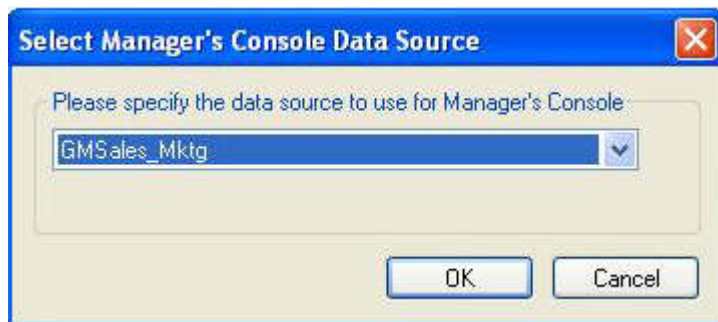 Select Manager's Console Data Source
Please specify the data source to use for Manager's Console
GMSales_Mktg
OK
Cancel